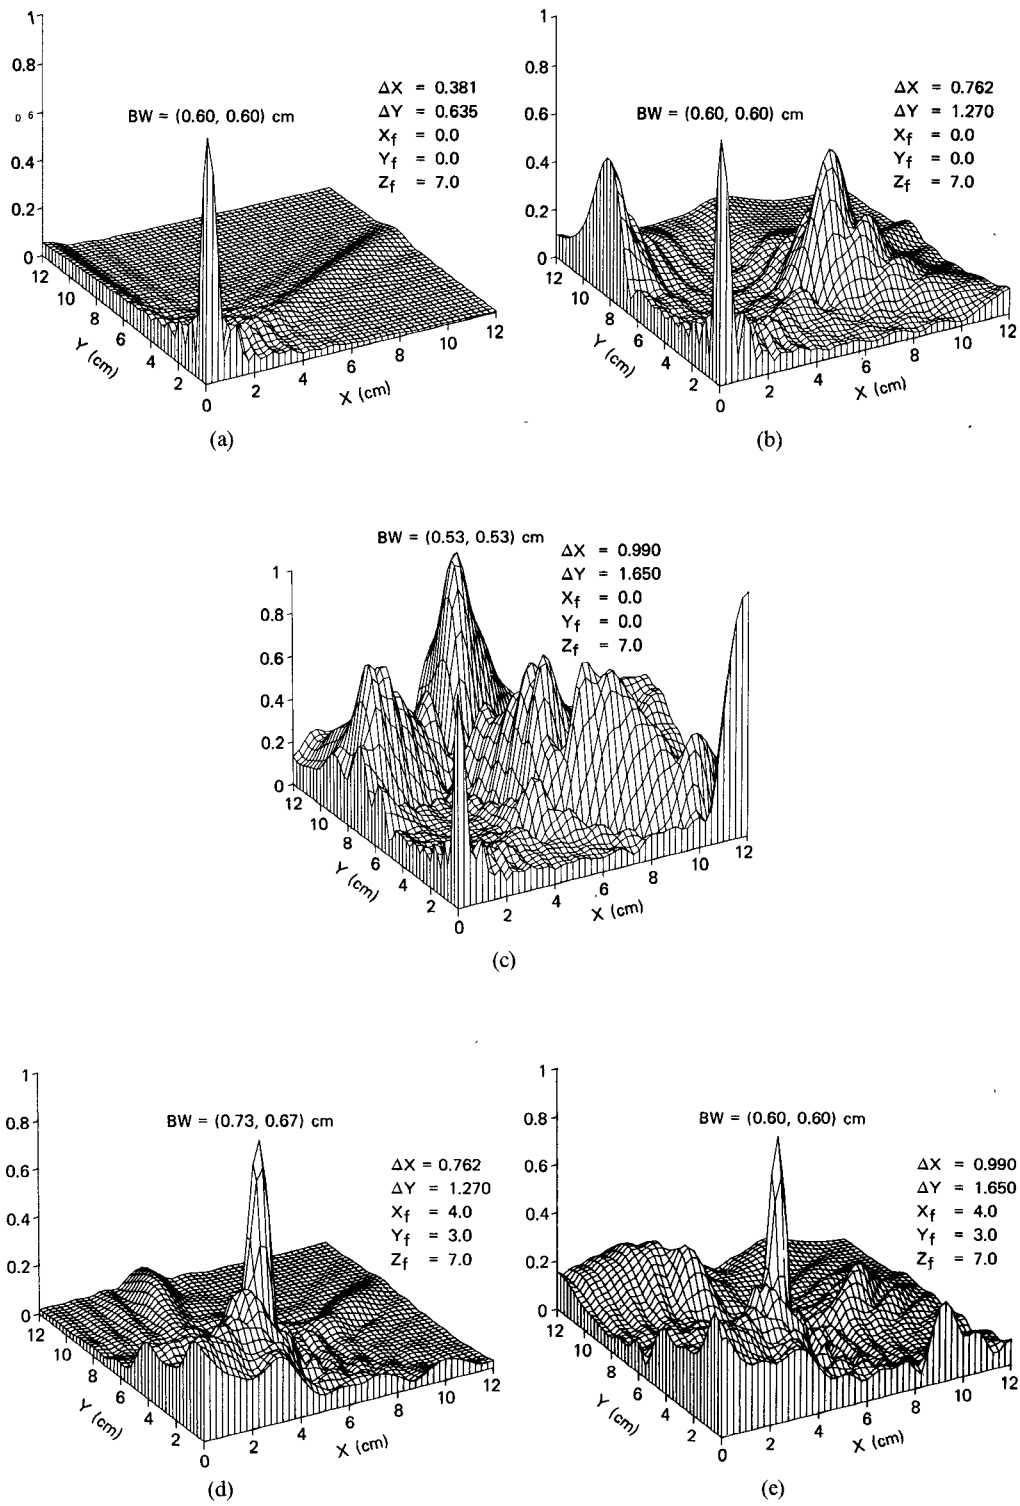 1
0.8
0 6
0.4
0.2
0
BW = (0.60, 0.60) cm
ΔX = 0.381
ΔY = 0.635
Xf = 0.0
Yf = 0.0
Zf = 7.0
12
10
8
6
4
2
Y (cm)
0
2
4
6
8
10
12
X (cm)
(a)
1
0.8
0.6
0.4
0.2
0
BW = (0.60, 0.60) cm
ΔX = 0.762
ΔY = 1.270
Xf = 0.0
Yf = 0.0
Zf = 7.0
12
10
8
6
4
2
Y (cm)
0
2
4
6
8
10
12
X (cm)
(b)
BW = (0.53, 0.53) cm
ΔX = 0.990
ΔY = 1.650
Xf = 0.0
Yf = 0.0
Zf = 7.0
1
0.8
0.6
0.4
0.2
0
12
10
8
6
4
2
Y (cm)
0
2
4
6
8
10
12
X (cm)
(c)
1
0.8
0.6
0.4
0.2
0
BW = (0.73, 0.67) cm
ΔX = 0.762
ΔY = 1.270
Xf = 4.0
Yf = 3.0
Zf = 7.0
12
10
8
6
4
2
Y (cm)
0
2
4
6
8
10
12
X (cm)
(d)
1
0.8
0.6
0.4
0.2
0
BW = (0.60, 0.60) cm
ΔX = 0.990
ΔY = 1.650
Xf = 4.0
Yf = 3.0
Zf = 7.0
12
10
8
6
4
2
Y (cm)
0
2
4
6
8
10
12
X (cm)
(e)